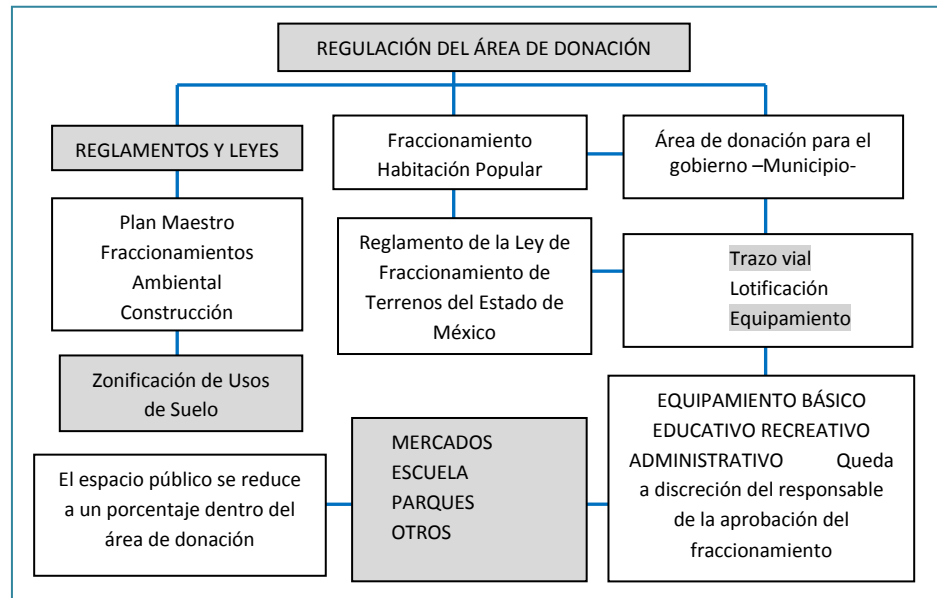 REGULACIÓN DEL ÁREA DE DONACIÓN
REGLAMENTOS Y LEYES
Fraccionamiento
Habitación Popular
Área de donación para el
gobierno –Municipio-
Plan Maestro
Fraccionamientos
Ambiental
Construcción
Reglamento de la Ley de
Fraccionamiento de
Terrenos del Estado de
México
Trazo vial
Lotificación
Equipamiento
Zonificación de Usos
de Suelo
EQUIPAMIENTO BÁSICO
EDUCATIVO RECREATIVO
ADMINISTRATIVO Queda
a discreción del responsable
de la aprobación del
fraccionamiento
MERCADOS
ESCUELA
PARQUES
OTROS
El espacio público se reduce
a un porcentaje dentro del
área de donación